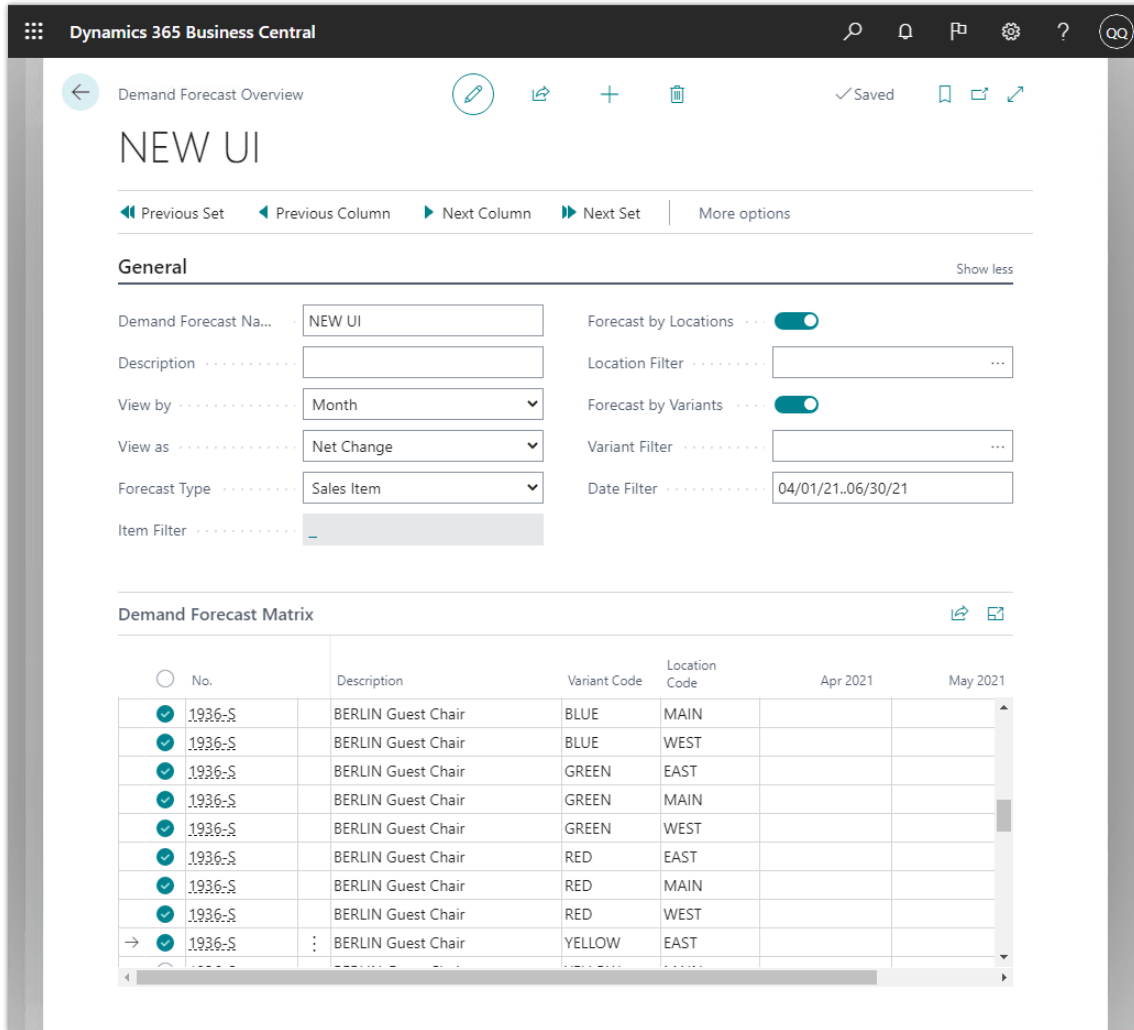 Dynamics 365 Business Central
QQ
Demand Forecast Overview
Saved
NEW UI
Previous Set Previous Column Next Column Next Set More options
General Show less
Demand Forecast Na... NEW UI Forecast by Locations
Description Location Filter ...
View by Month Forecast by Variants
View as Net Change Variant Filter ...
Forecast Type Sales Item Date Filter 04/01/21..06/30/21
Item Filter _
Demand Forecast Matrix
No. Description Variant Code Location Code Apr 2021 May 2021
1936-S BERLIN Guest Chair BLUE MAIN
1936-S BERLIN Guest Chair BLUE WEST
1936-S BERLIN Guest Chair GREEN EAST
1936-S BERLIN Guest Chair GREEN MAIN
1936-S BERLIN Guest Chair GREEN WEST
1936-S BERLIN Guest Chair RED EAST
1936-S BERLIN Guest Chair RED MAIN
1936-S BERLIN Guest Chair RED WEST
1936-S BERLIN Guest Chair YELLOW EAST